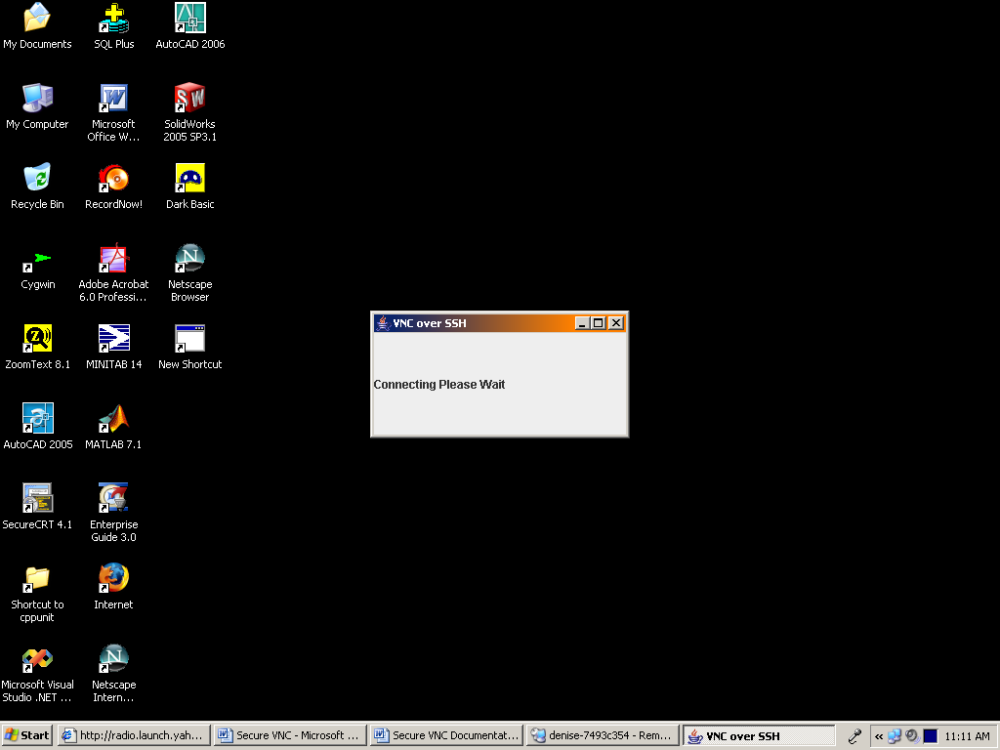 My Documents
SQL Plus
AutoCAD 2006
My Computer
Microsoft
Office W...
SolidWorks
2005 SP3.1
Recycle Bin
RecordNow!
Dark Basic
Cygwin
Adobe Acrobat
6.0 Professi...
Netscape
Browser
ZoomText 8.1
MINITAB 14
New Shortcut
AutoCAD 2005
MATLAB 7.1
SecureCRT 4.1
Enterprise
Guide 3.0
Shortcut to
cppunit
Internet
Microsoft Visual
Studio .NET ...
Netscape
Intern...
VNC over SSH
Connecting Please Wait
Start
http://radio.launch.yah...
Secure VNC - Microsoft ...
Secure VNC Documentat...
denise-7493c354 - Rem...
VNC over SSH
«
11:11 AM